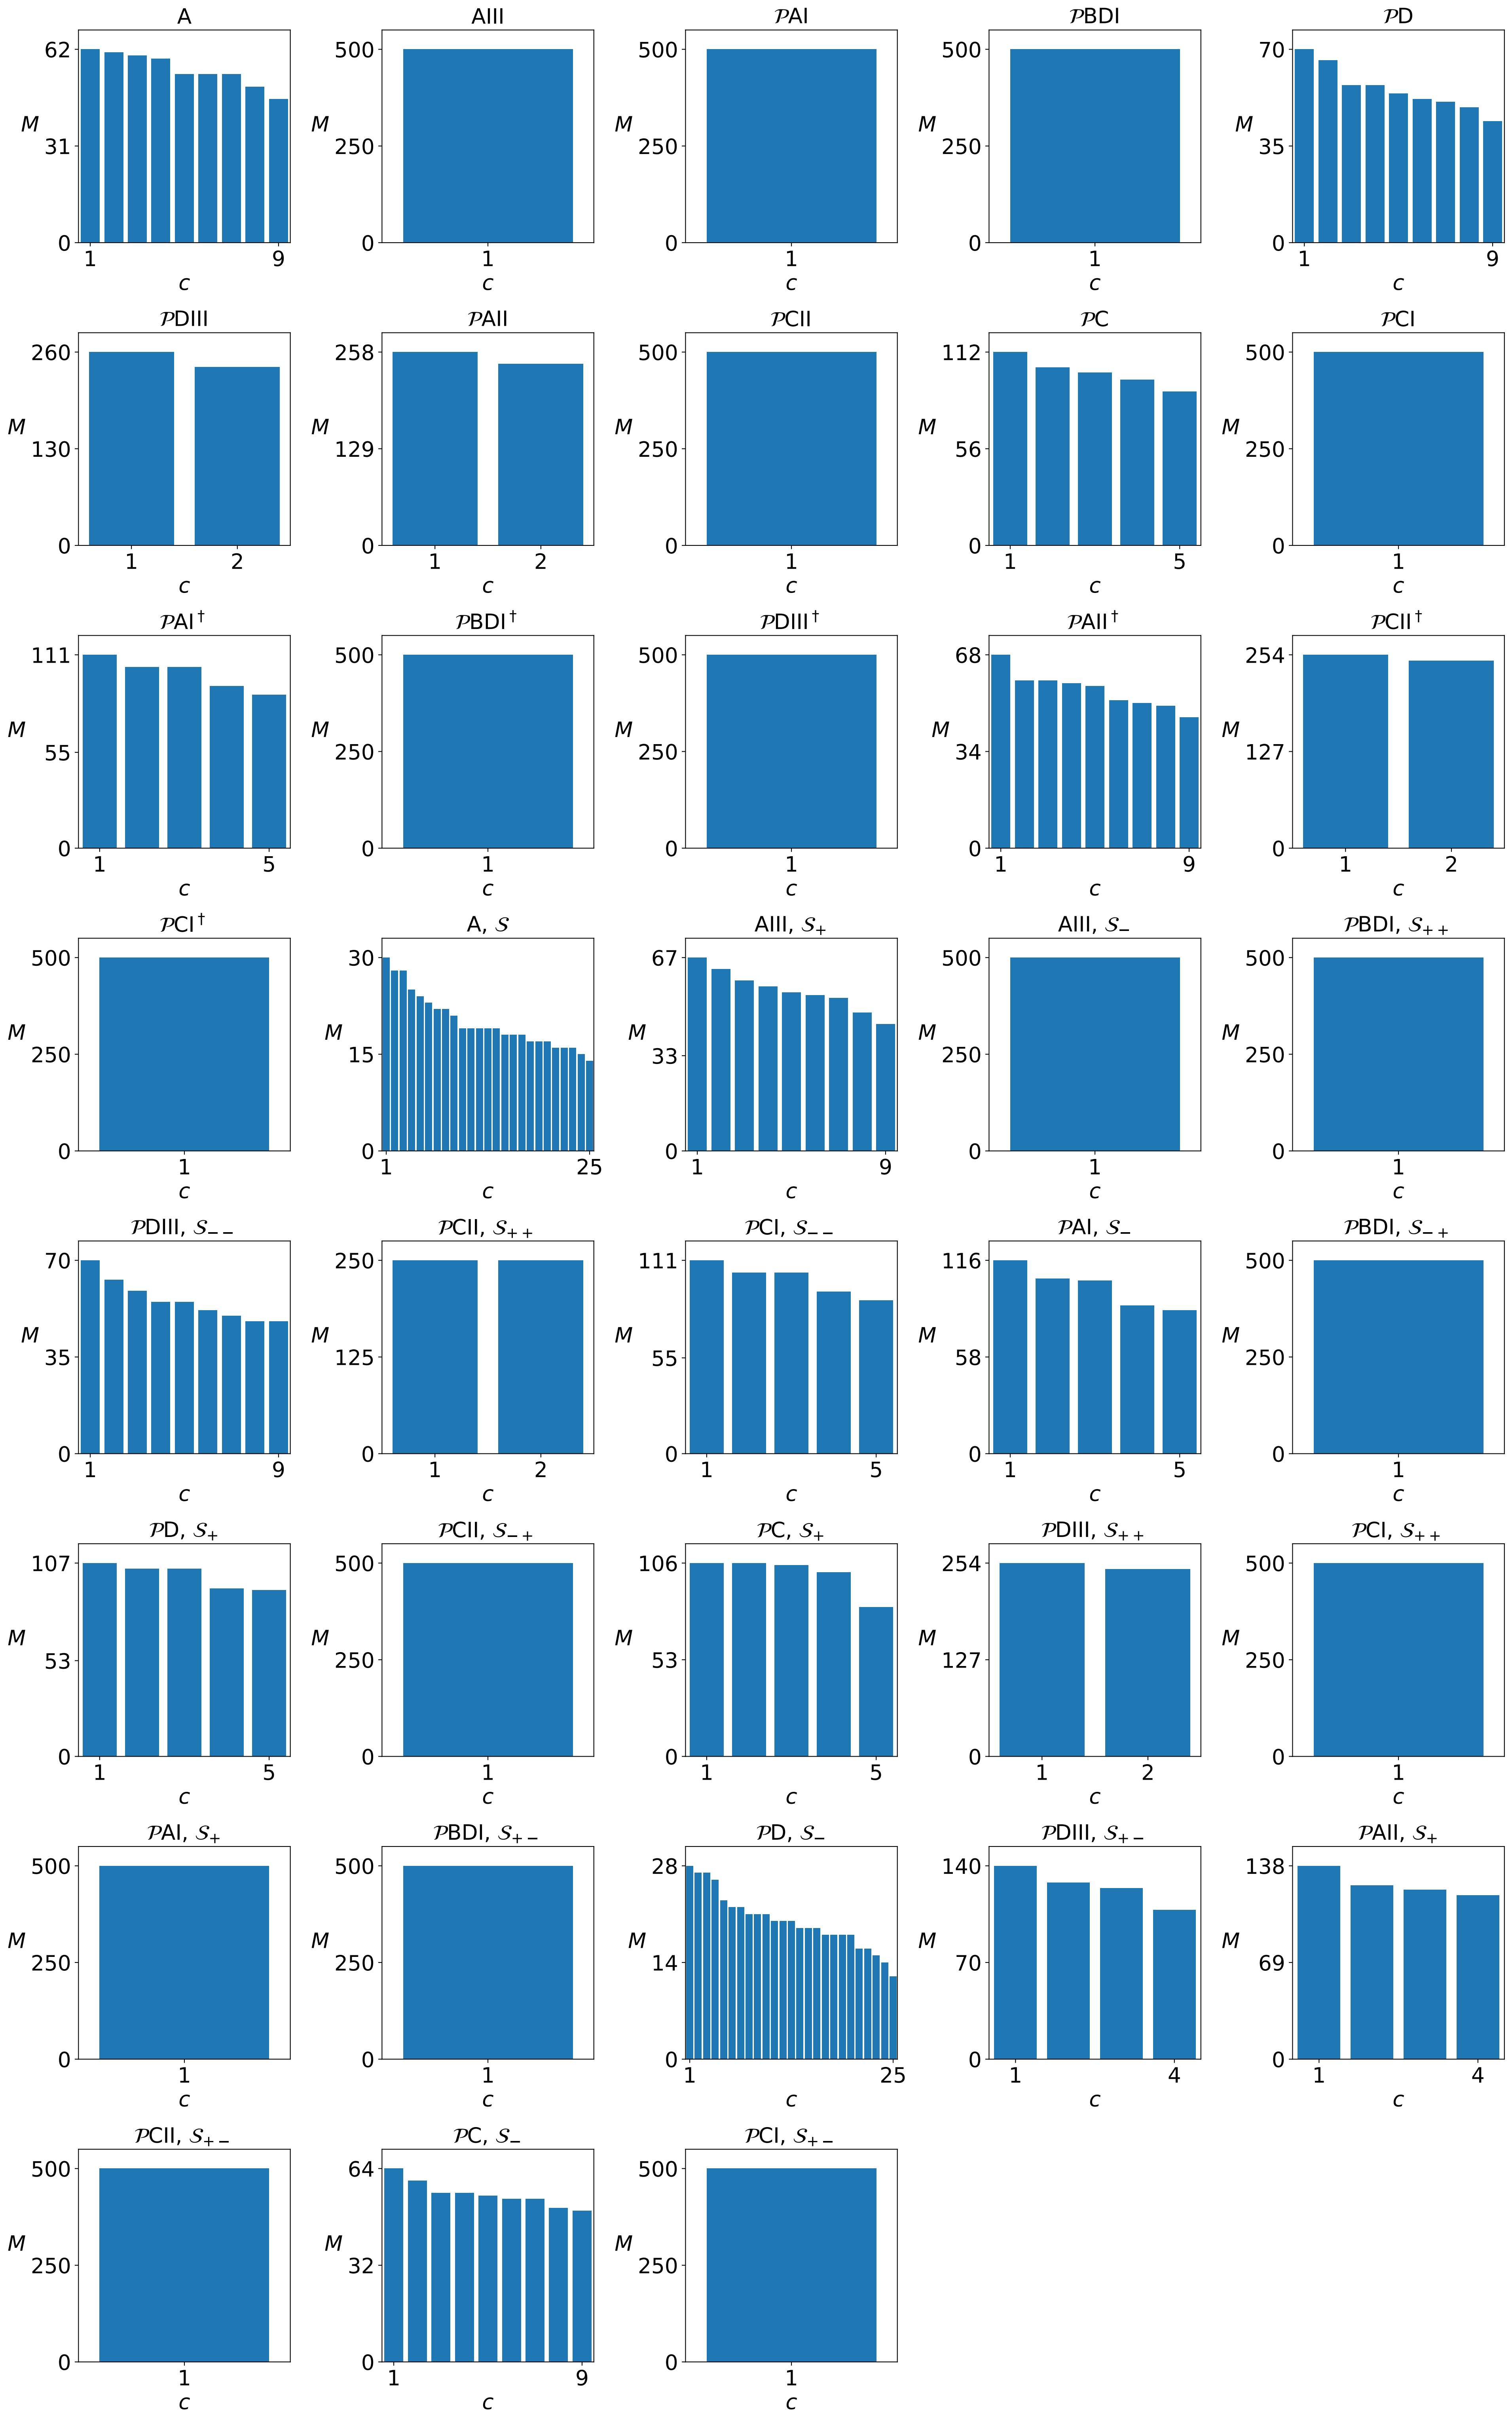 A AIII 𝒫AI 𝒫BDI 𝒫D
62 500 500 500 70
M 31 M 250 M 250 M 250 M 35
0 0 0 0 0
1 9 1 1 1 1 9
c c c c c
𝒫DIII 𝒫AII 𝒫CII 𝒫C 𝒫CI
260 258 500 112 500
M 130 M 129 M 250 M 56 M 250
0 0 0 0 0
1 2 1 2 1 1 5 1
c c c c c
𝒫AI† 𝒫BDI† 𝒫DIII† 𝒫AII† 𝒫CII†
111 500 500 68 254
M 55 M 250 M 250 M 34 M 127
0 0 0 0 0
1 5 1 1 1 9 1 2
c c c c c
𝒫CI† A, 𝒮 AIII, 𝒮₊ AIII, 𝒮₋ 𝒫BDI, 𝒮₊₊
500 30 67 500 500
M 250 M 15 M 33 M 250 M 250
0 0 0 0 0
1 1 25 1 9 1 1
c c c c c
𝒫DIII, 𝒮₋₋ 𝒫CII, 𝒮₊₊ 𝒫CI, 𝒮₋₋ 𝒫AI, 𝒮₋ 𝒫BDI, 𝒮₋₊
70 250 111 116 500
M 35 M 125 M 55 M 58 M 250
0 0 0 0 0
1 9 1 2 1 5 1 5 1
c c c c c
𝒫D, 𝒮₊ 𝒫CII, 𝒮₋₊ 𝒫C, 𝒮₊ 𝒫DIII, 𝒮₊₊ 𝒫CI, 𝒮₊₊
107 500 106 254 500
M 53 M 250 M 53 M 127 M 250
0 0 0 0 0
1 5 1 1 5 1 2 1
c c c c c
𝒫AI, 𝒮₊ 𝒫BDI, 𝒮₊₋ 𝒫D, 𝒮₋ 𝒫DIII, 𝒮₊₋ 𝒫AII, 𝒮₊
500 500 28 140 138
M 250 M 250 M 14 M 70 M 69
0 0 0 0 0
1 1 1 25 1 4 1 4
c c c c c
𝒫CII, 𝒮₊₋ 𝒫C, 𝒮₋ 𝒫CI, 𝒮₊₋
500 64 500
M 250 M 32 M 250
0 0 0
1 1 9 1
c c c